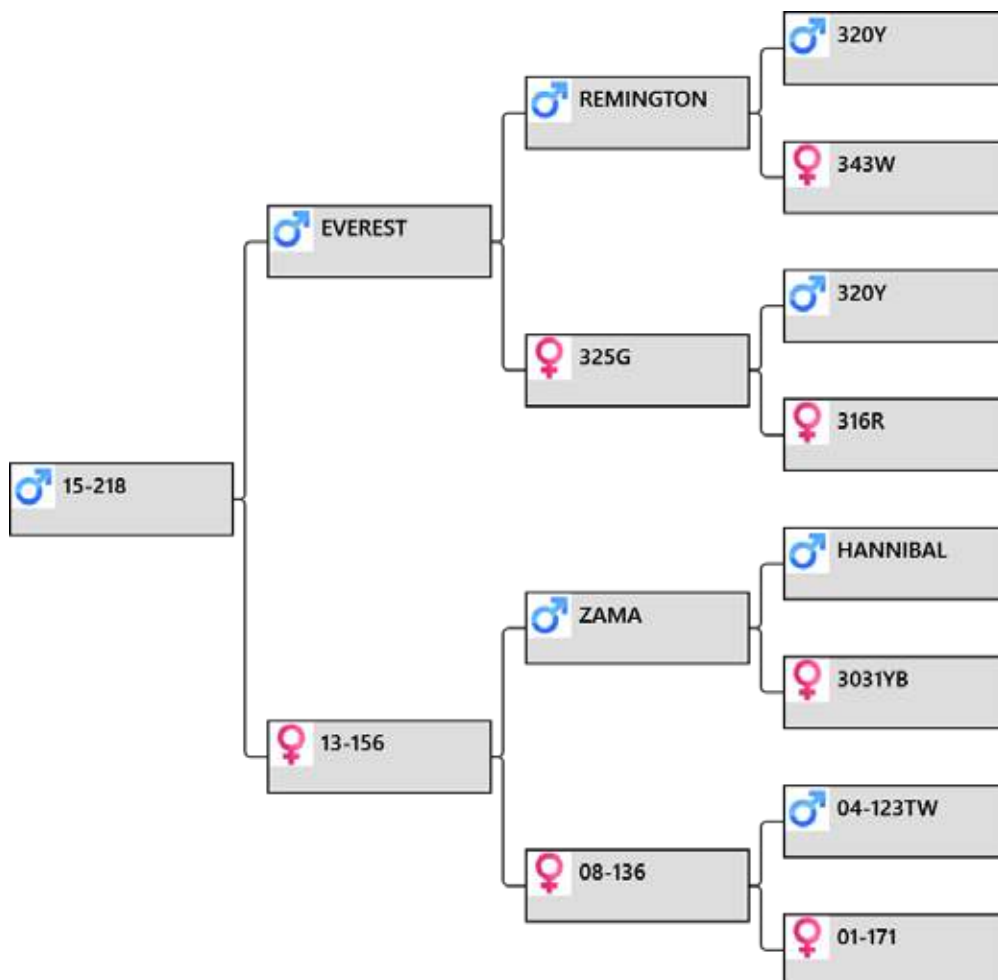 320Y
REMINGTON
343W
EVEREST
320Y
325G
316R
15-218
HANNIBAL
ZAMA
3031YB
13-156
04-123TW
08-136
01-171